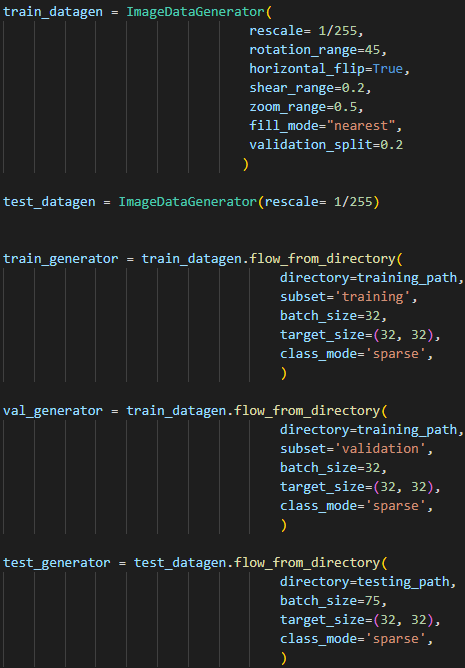 train_datagen = ImageDataGenerator(
rescale= 1/255,
rotation_range=45,
horizontal_flip=True,
shear_range=0.2,
zoom_range=0.5,
fill_mode="nearest",
validation_split=0.2
)
test_datagen = ImageDataGenerator(rescale= 1/255)
train_generator = train_datagen.flow_from_directory(
directory=training_path,
subset='training',
batch_size=32,
target_size=(32, 32),
class_mode='sparse',
)
val_generator = train_datagen.flow_from_directory(
directory=training_path,
subset='validation',
batch_size=32,
target_size=(32, 32),
class_mode='sparse',
)
test_generator = test_datagen.flow_from_directory(
directory=testing_path,
batch_size=75,
target_size=(32, 32),
class_mode='sparse',
)